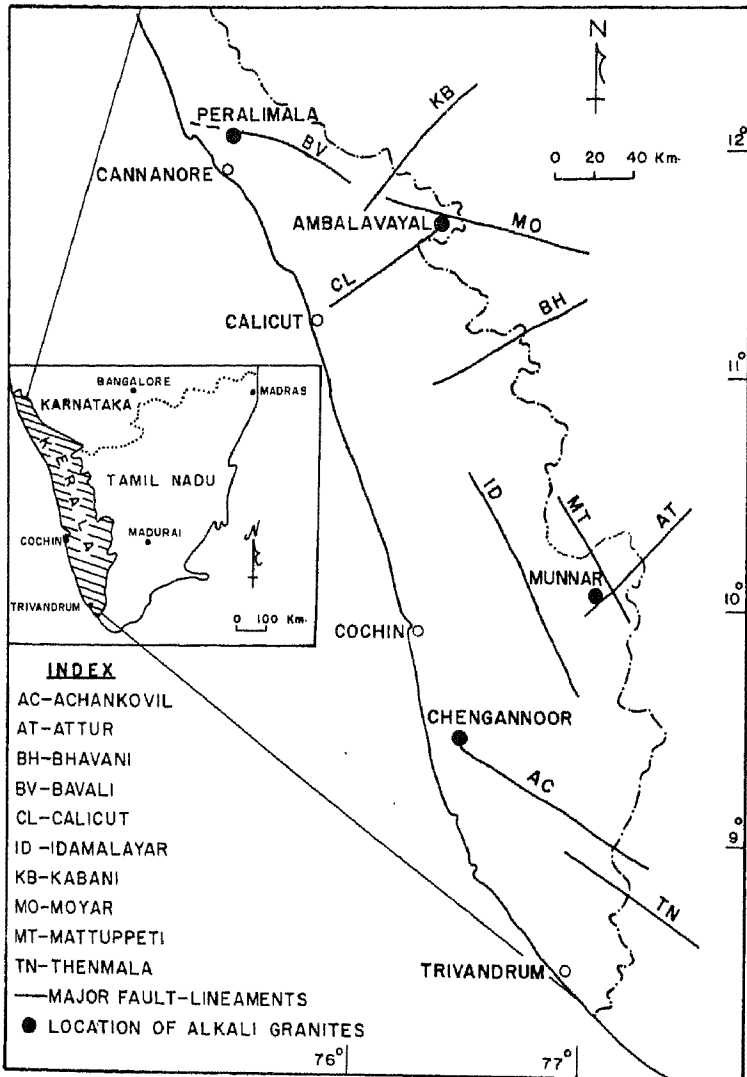 N
KB
PERALIMALA
BV
0 20 40 Km.
12°
CANNANORE
AMBALAVAYAL
MO
CL
BH
CALICUT
11°
BANGALORE
KARNATAKA
MADRAS
KERALA
TAMIL NADU
ID
MT
AT
COCHIN
MADURAI
N
MUNNAR
TRIVANDRUM
0 100 Km.
10°
COCHIN
INDEX
AC-ACHANKOVIL
AT-ATTUR
BH-BHAVANI
BV-BAVALI
CL-CALICUT
ID-IDAMALAYAR
KB-KABANI
MO-MOYAR
MT-MATTUPPETI
TN-THENMALA
MAJOR FAULT-LINEAMENTS
LOCATION OF ALKALI GRANITES
CHENGANNOOR
AC
9°
TN
TRIVANDRUM
76°
77°